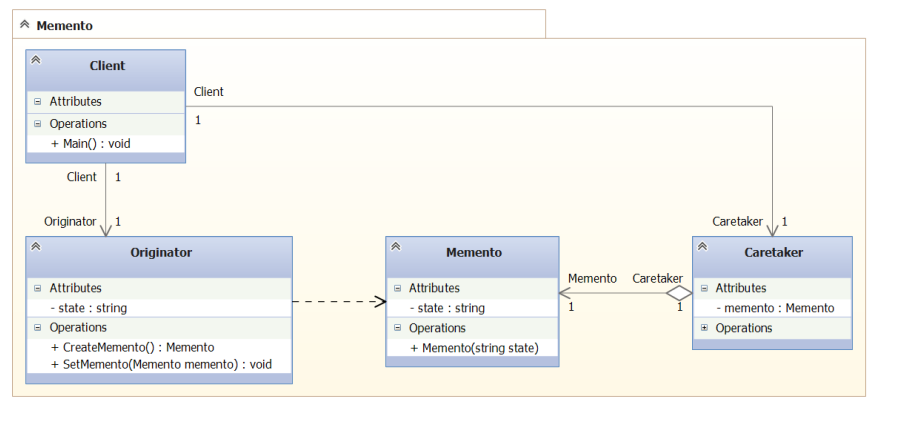 Memento
Client
Attributes
Operations
+ Main() : void
Client
1
Client
1
Originator
1
Caretaker
1
Originator
Attributes
- state : string
Operations
+ CreateMemento() : Memento
+ SetMemento(Memento memento) : void
Memento
Attributes
- state : string
Operations
+ Memento(string state)
Memento
1
Caretaker
1
Caretaker
Attributes
- memento : Memento
Operations